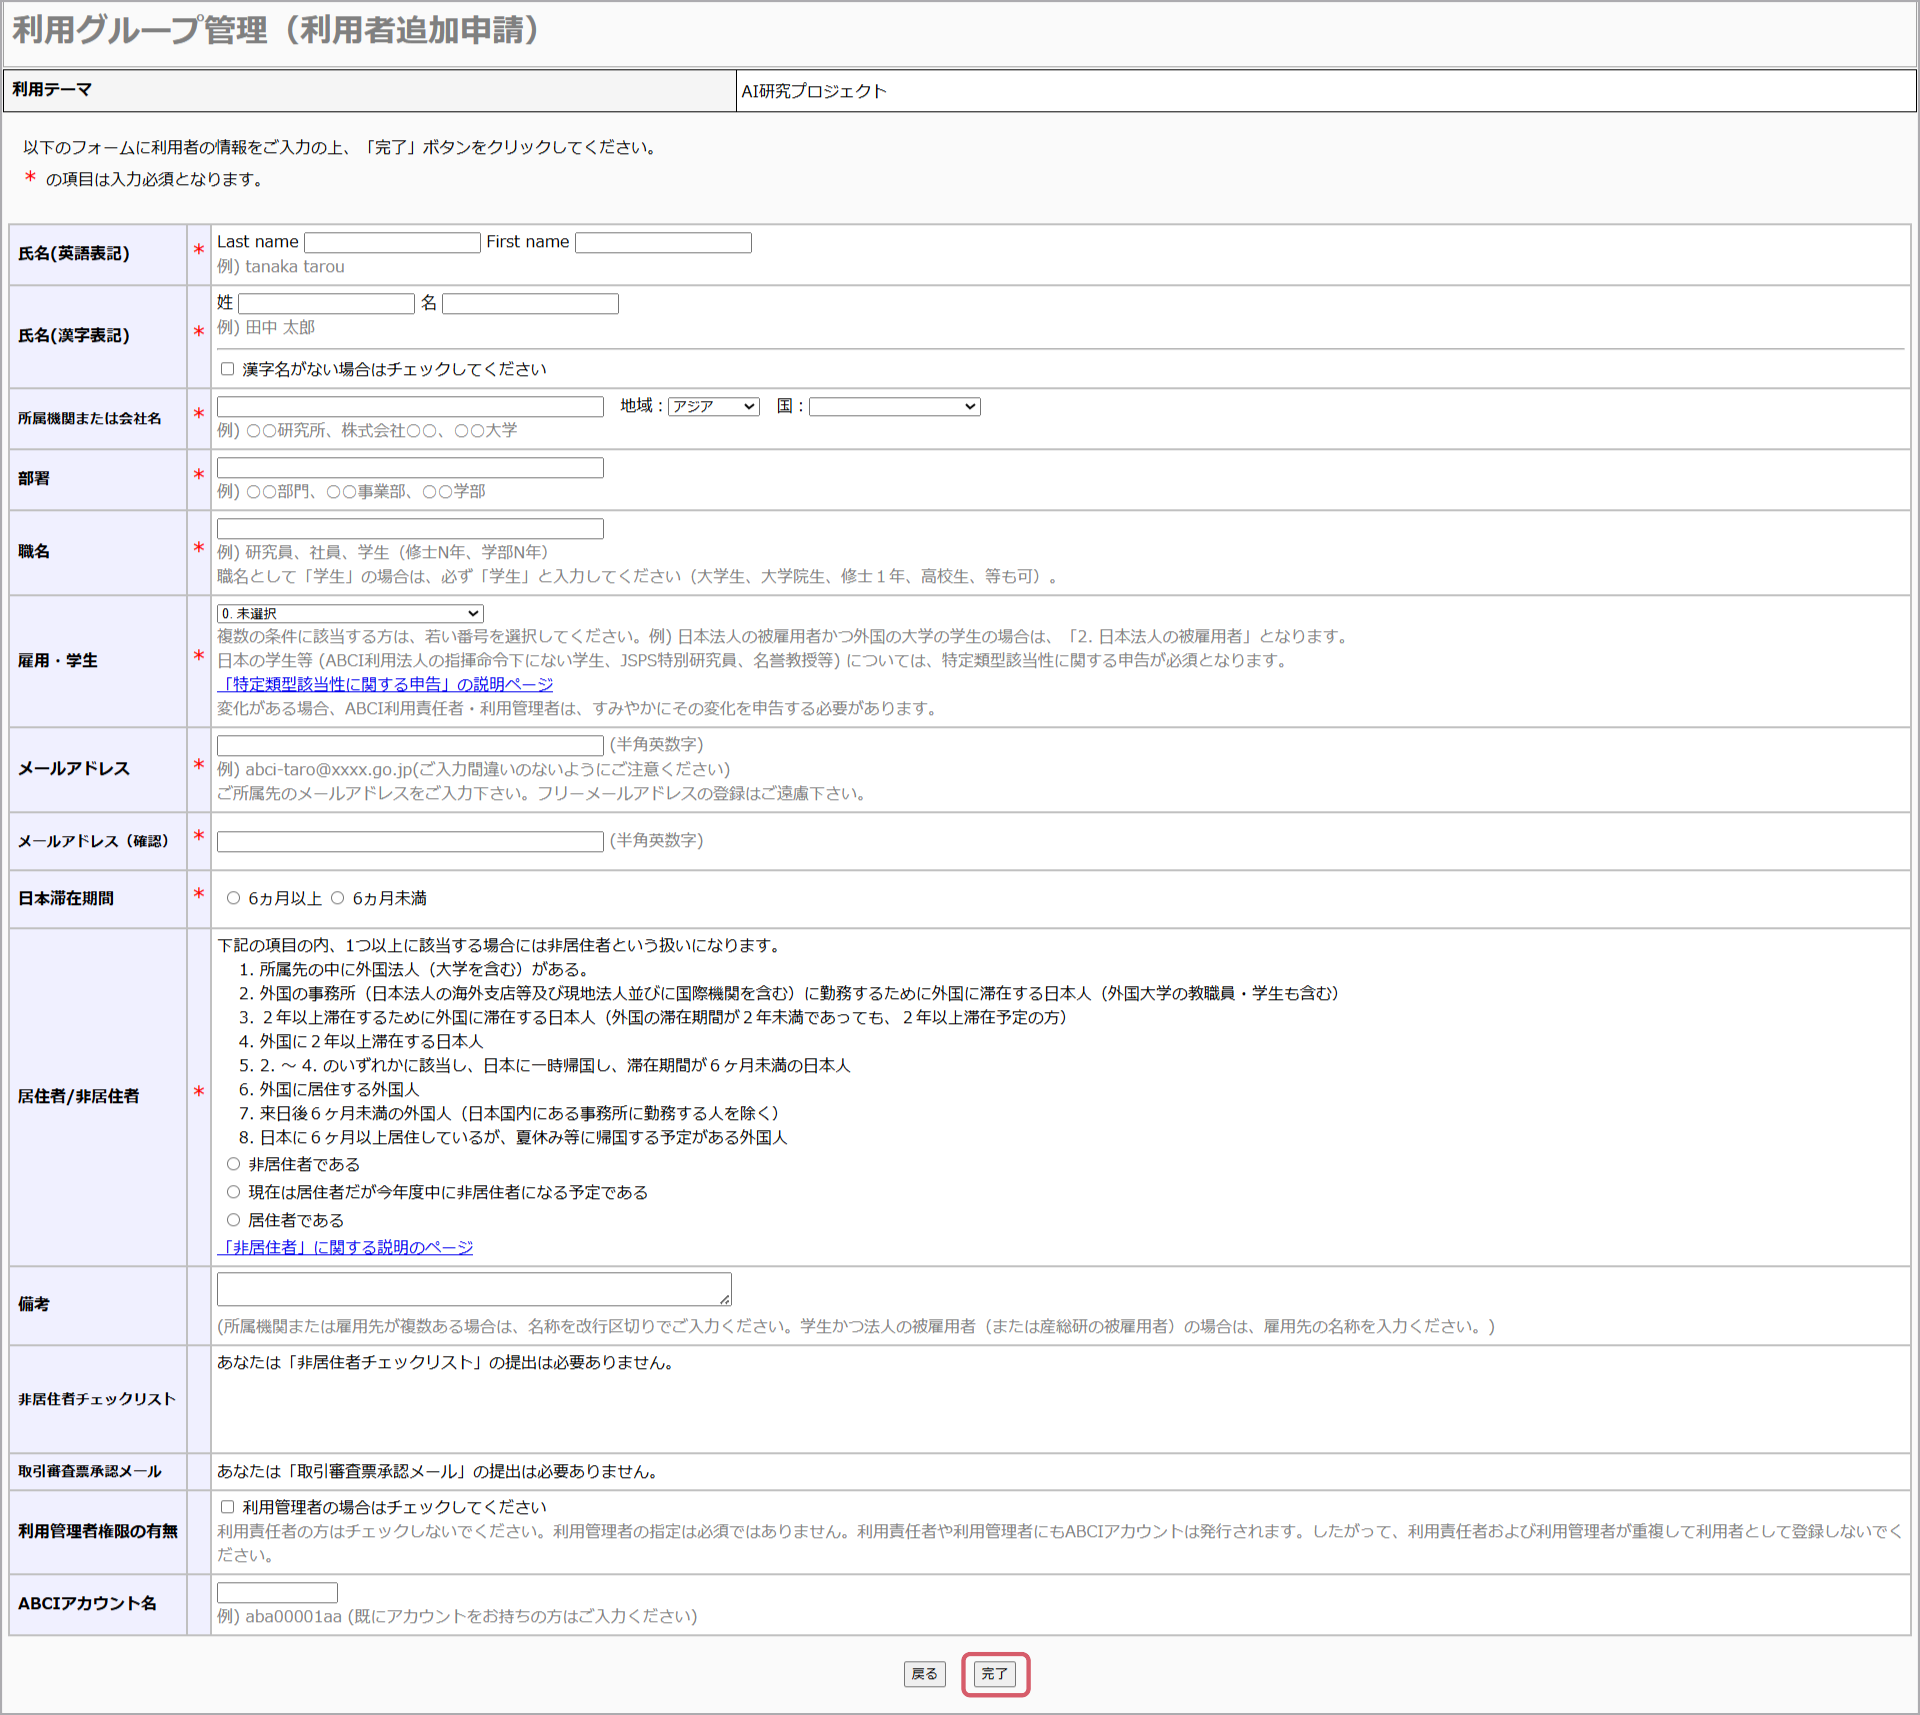 利用グループ管理（利用者追加申請）
利用テーマ
AI研究プロジェクト
以下のフォームに利用者の情報をご入力の上、「完了」ボタンをクリックしてください。
* の項目は入力必須となります。
氏名(英語表記)
*
Last name First name
例) tanaka tarou
氏名(漢字表記)
*
姓 名
例) 田中 太郎
漢字名がない場合はチェックしてください
所属機関または会社名
*
地域：アジア 国：
例) ○○研究所、株式会社○○、○○大学
部署
*
例) ○○部門、○○事業部、○○学部
職名
*
例) 研究員、社員、学生（修士N年、学部N年）
職名として「学生」の場合は、必ず「学生」と入力してください（大学生、大学院生、修士１年、高校生、等も可）。
雇用・学生
*
0. 未選択
複数の条件に該当する方は、若い番号を選択してください。例) 日本法人の被雇用者かつ外国の大学の学生の場合は、「2. 日本法人の被雇用者」となります。
日本の学生等 (ABCI利用法人の指揮命令下にない学生、JSPS特別研究員、名誉教授等) については、特定類型該当性に関する申告が必須となります。
「特定類型該当性に関する申告」の説明ページ
変化がある場合、ABCI利用責任者・利用管理者は、すみやかにその変化を申告する必要があります。
メールアドレス
*
(半角英数字)
例) abci-taro@xxxx.go.jp(ご入力間違いのないようにご注意ください)
ご所属先のメールアドレスをご入力下さい。フリーメールアドレスの登録はご遠慮下さい。
メールアドレス（確認）
*
(半角英数字)
日本滞在期間
*
6ヵ月以上 6ヵ月未満
居住者/非居住者
*
下記の項目の内、1つ以上に該当する場合には非居住者という扱いになります。
1. 所属先の中に外国法人（大学を含む）がある。
2. 外国の事務所（日本法人の海外支店等及び現地法人並びに国際機関を含む）に勤務するために外国に滞在する日本人（外国大学の教職員・学生も含む）
3. ２年以上滞在するために外国に滞在する日本人（外国の滞在期間が２年未満であっても、２年以上滞在予定の方）
4. 外国に２年以上滞在する日本人
5. 2. ～ 4. のいずれかに該当し、日本に一時帰国し、滞在期間が６ヶ月未満の日本人
6. 外国に居住する外国人
7. 来日後６ヶ月未満の外国人（日本国内にある事務所に勤務する人を除く）
8. 日本に６ヶ月以上居住しているが、夏休み等に帰国する予定がある外国人
非居住者である
現在は居住者だが今年度中に非居住者になる予定である
居住者である
「非居住者」に関する説明のページ
備考
(所属機関または雇用先が複数ある場合は、名称を改行区切りでご入力ください。学生かつ法人の被雇用者（または産総研の被雇用者）の場合は、雇用先の名称を入力ください。)
非居住者チェックリスト
あなたは「非居住者チェックリスト」の提出は必要ありません。
取引審査票承認メール
あなたは「取引審査票承認メール」の提出は必要ありません。
利用管理者権限の有無
利用管理者の場合はチェックしてください
利用責任者の方はチェックしないでください。利用管理者の指定は必須ではありません。利用責任者や利用管理者にもABCIアカウントは発行されます。したがって、利用責任者および利用管理者が重複して利用者として登録しないでく
ださい。
ABCIアカウント名
例) aba00001aa (既にアカウントをお持ちの方はご入力ください)
戻る 完了